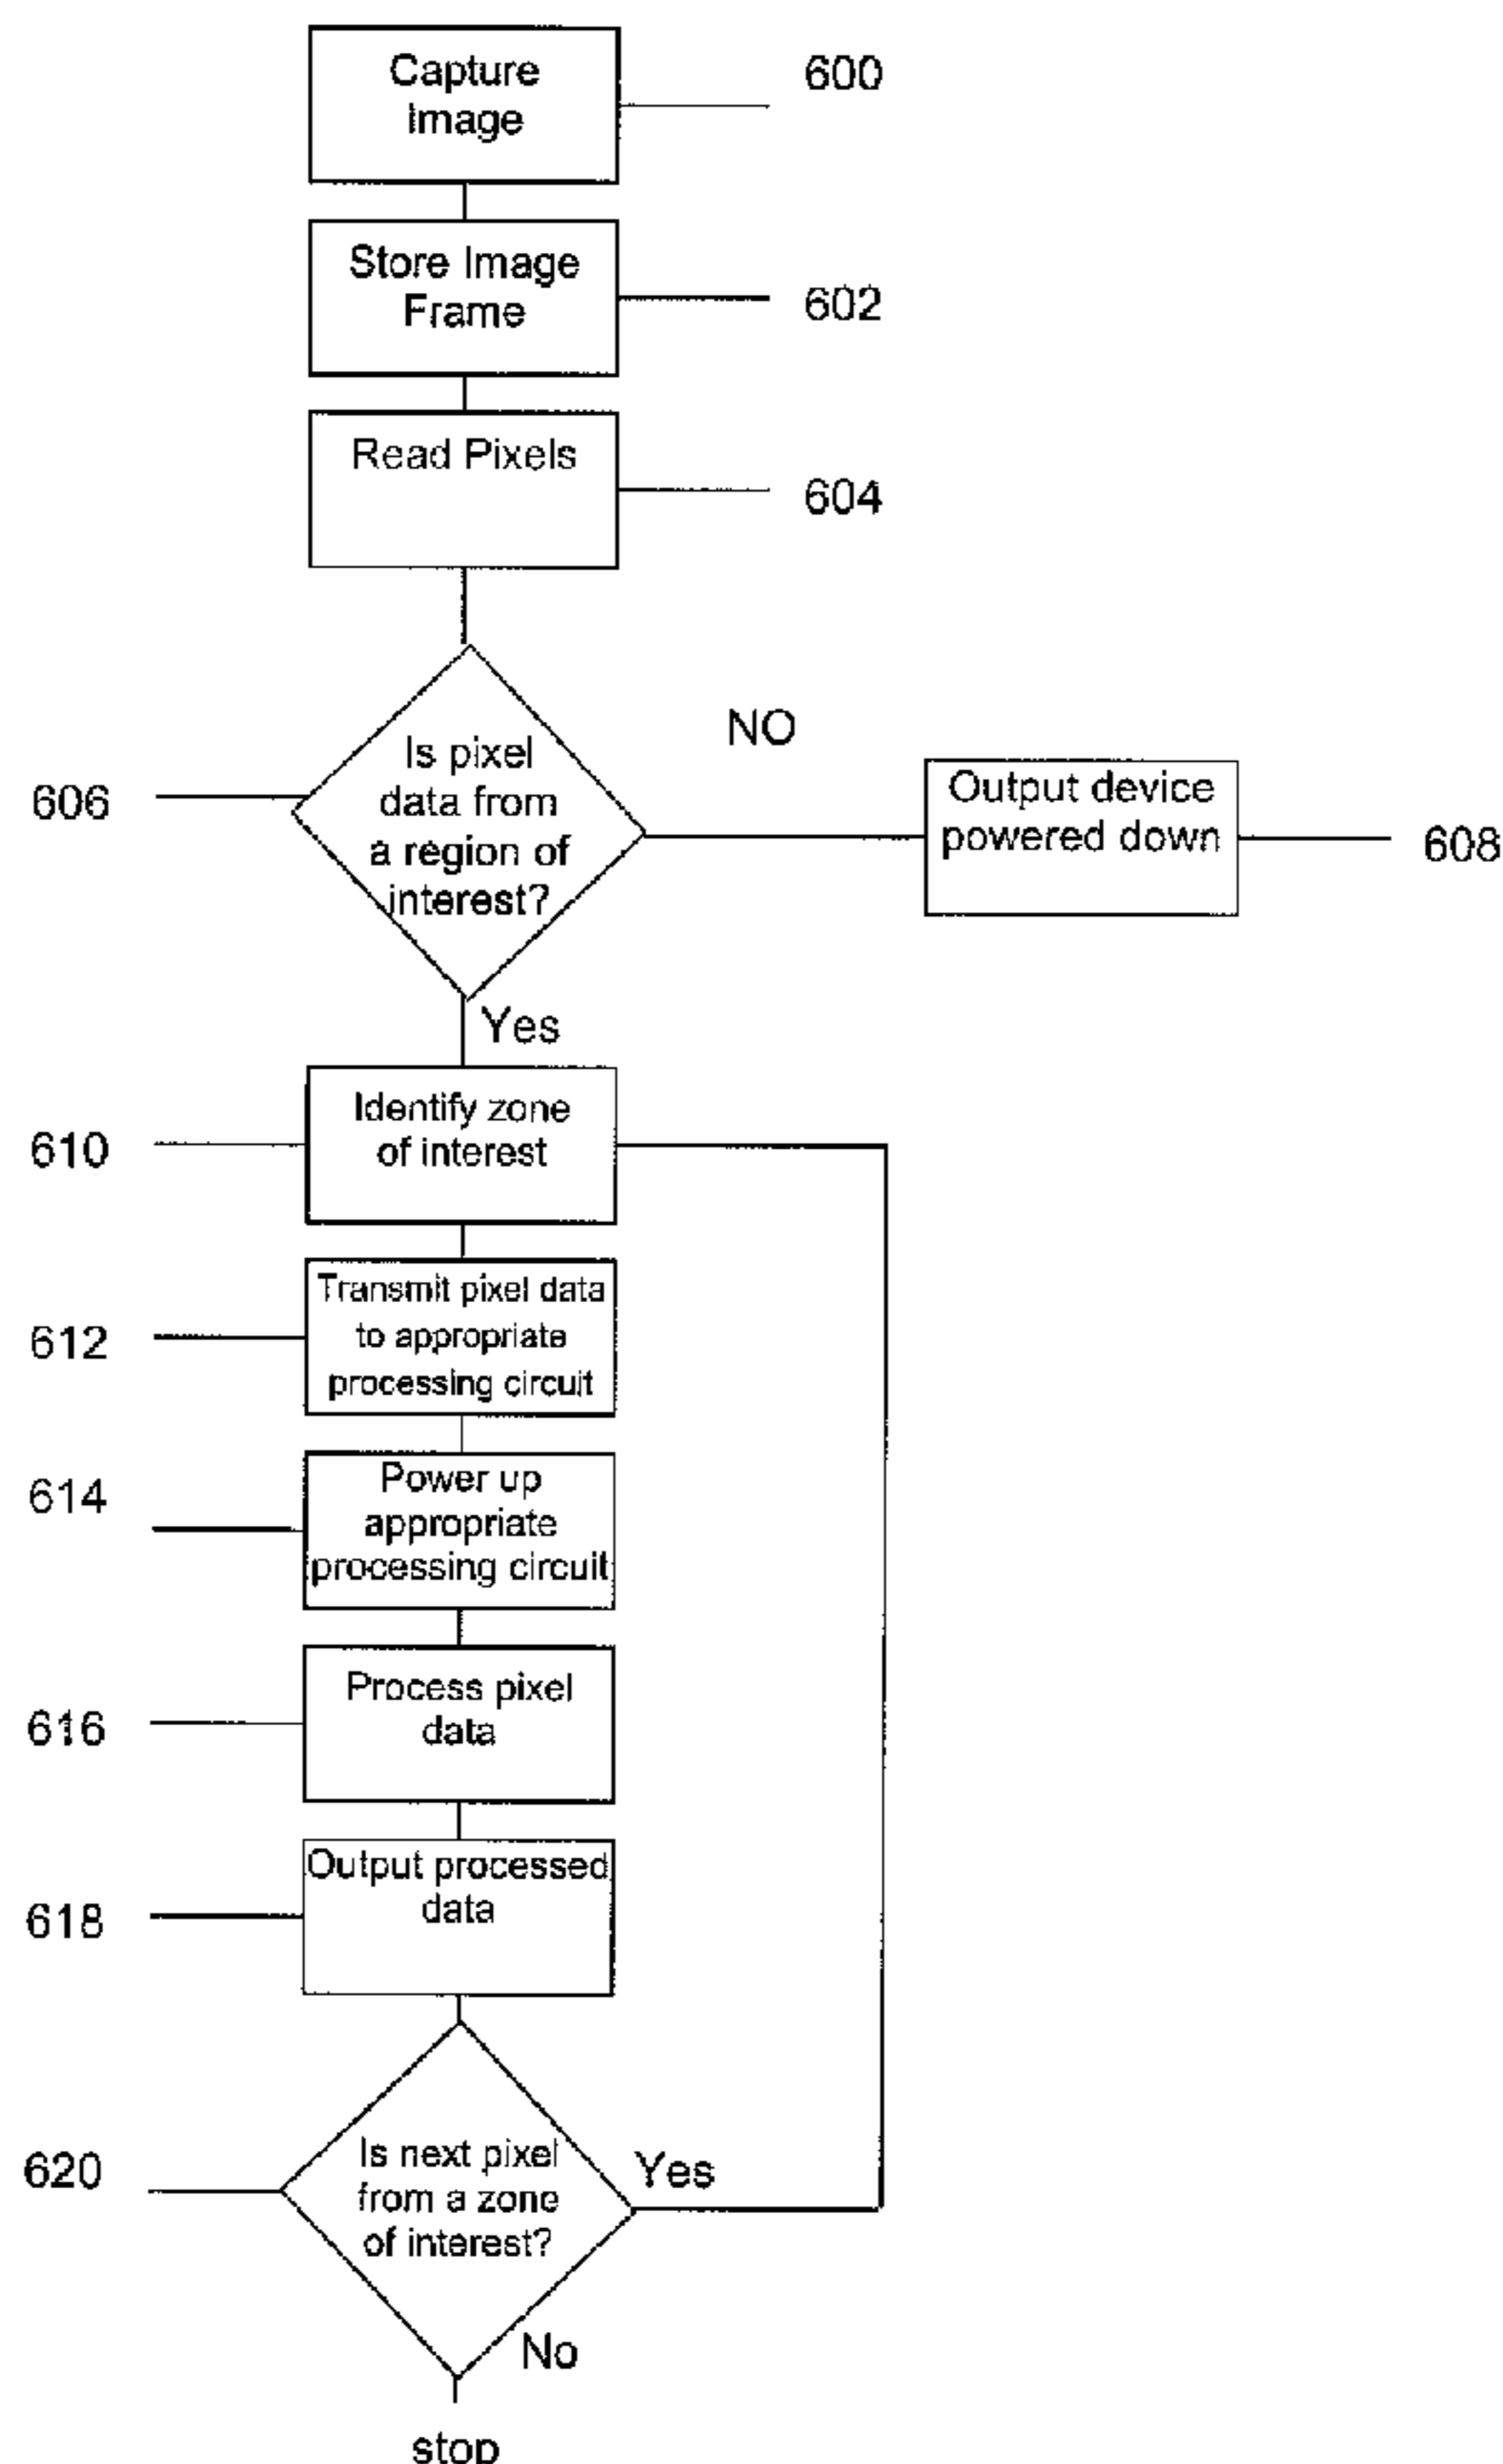 Capture
Image
600
Store Image
Frame
602
Read Pixels
604
Is pixel
data from
a region of
interest?
606
NO
Output device
powered down
608
Yes
Identify zone
of interest
610
Transmit pixel data
to appropriate
processing circuit
612
Power up
appropriate
processing circuit
614
Process pixel
data
616
Output processed
data
618
Is next pixel
from a zone
of interest?
620
Yes
No
stop